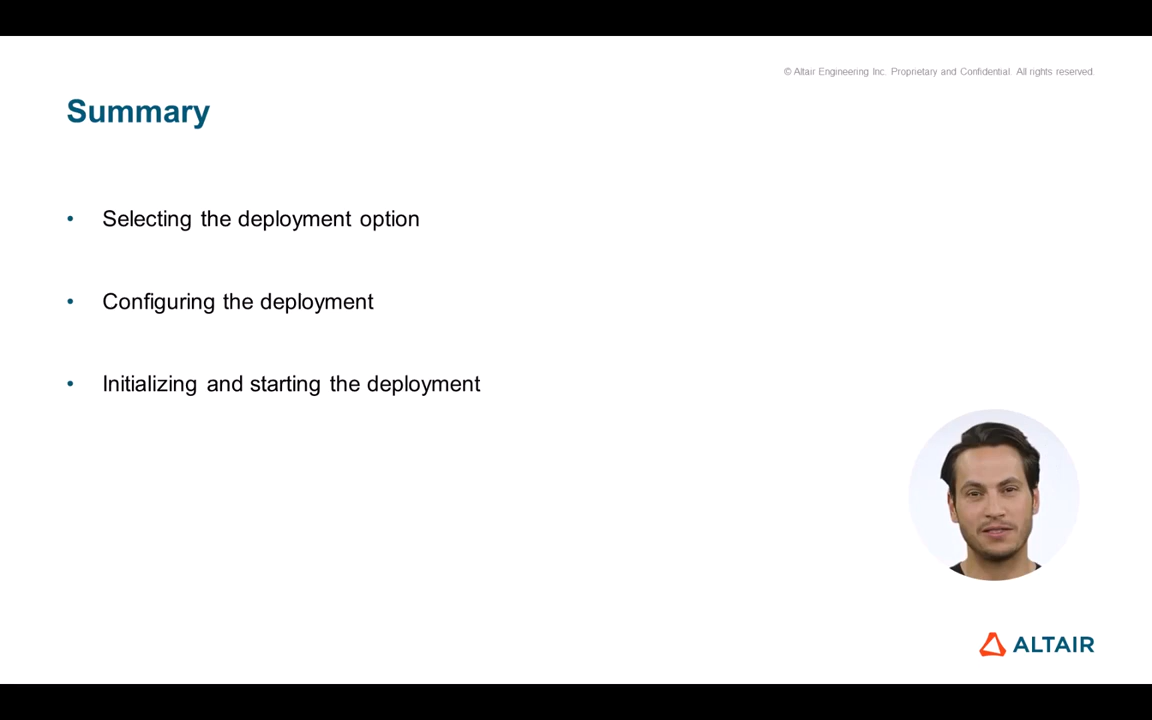 © Altair Engineering Inc. Proprietary and Confidential. All rights reserved.
Summary
• Selecting the deployment option
• Configuring the deployment
• Initializing and starting the deployment
ALTAIR